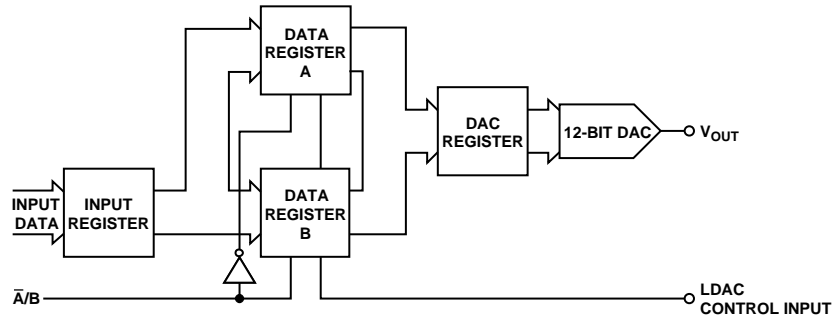 DATA
REGISTER
A
DAC
REGISTER
12-BIT DAC
V_OUT
INPUT
DATA
INPUT
REGISTER
DATA
REGISTER
B
A̅/B
LDAC
CONTROL INPUT